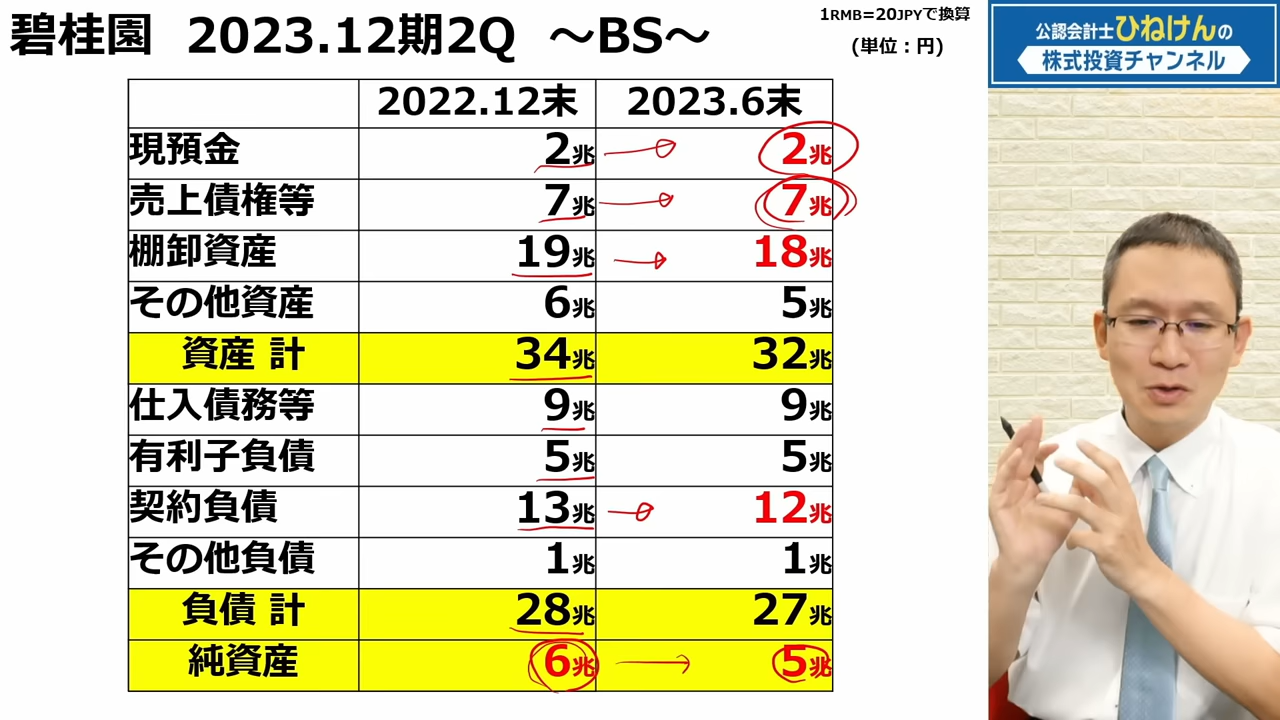 碧桂園 2023.12期2Q ～BS～
1RMB=20JPYで換算
(単位：円)
公認会計士ひねけんの
株式投資チャンネル
2022.12末 2023.6末
現預金 2兆 2兆
売上債権等 7兆 7兆
棚卸資産 19兆 18兆
その他資産 6兆 5兆
資産 計 34兆 32兆
仕入債務等 9兆 9兆
有利子負債 5兆 5兆
契約負債 13兆 12兆
その他負債 1兆 1兆
負債 計 28兆 27兆
純資産 6兆 5兆